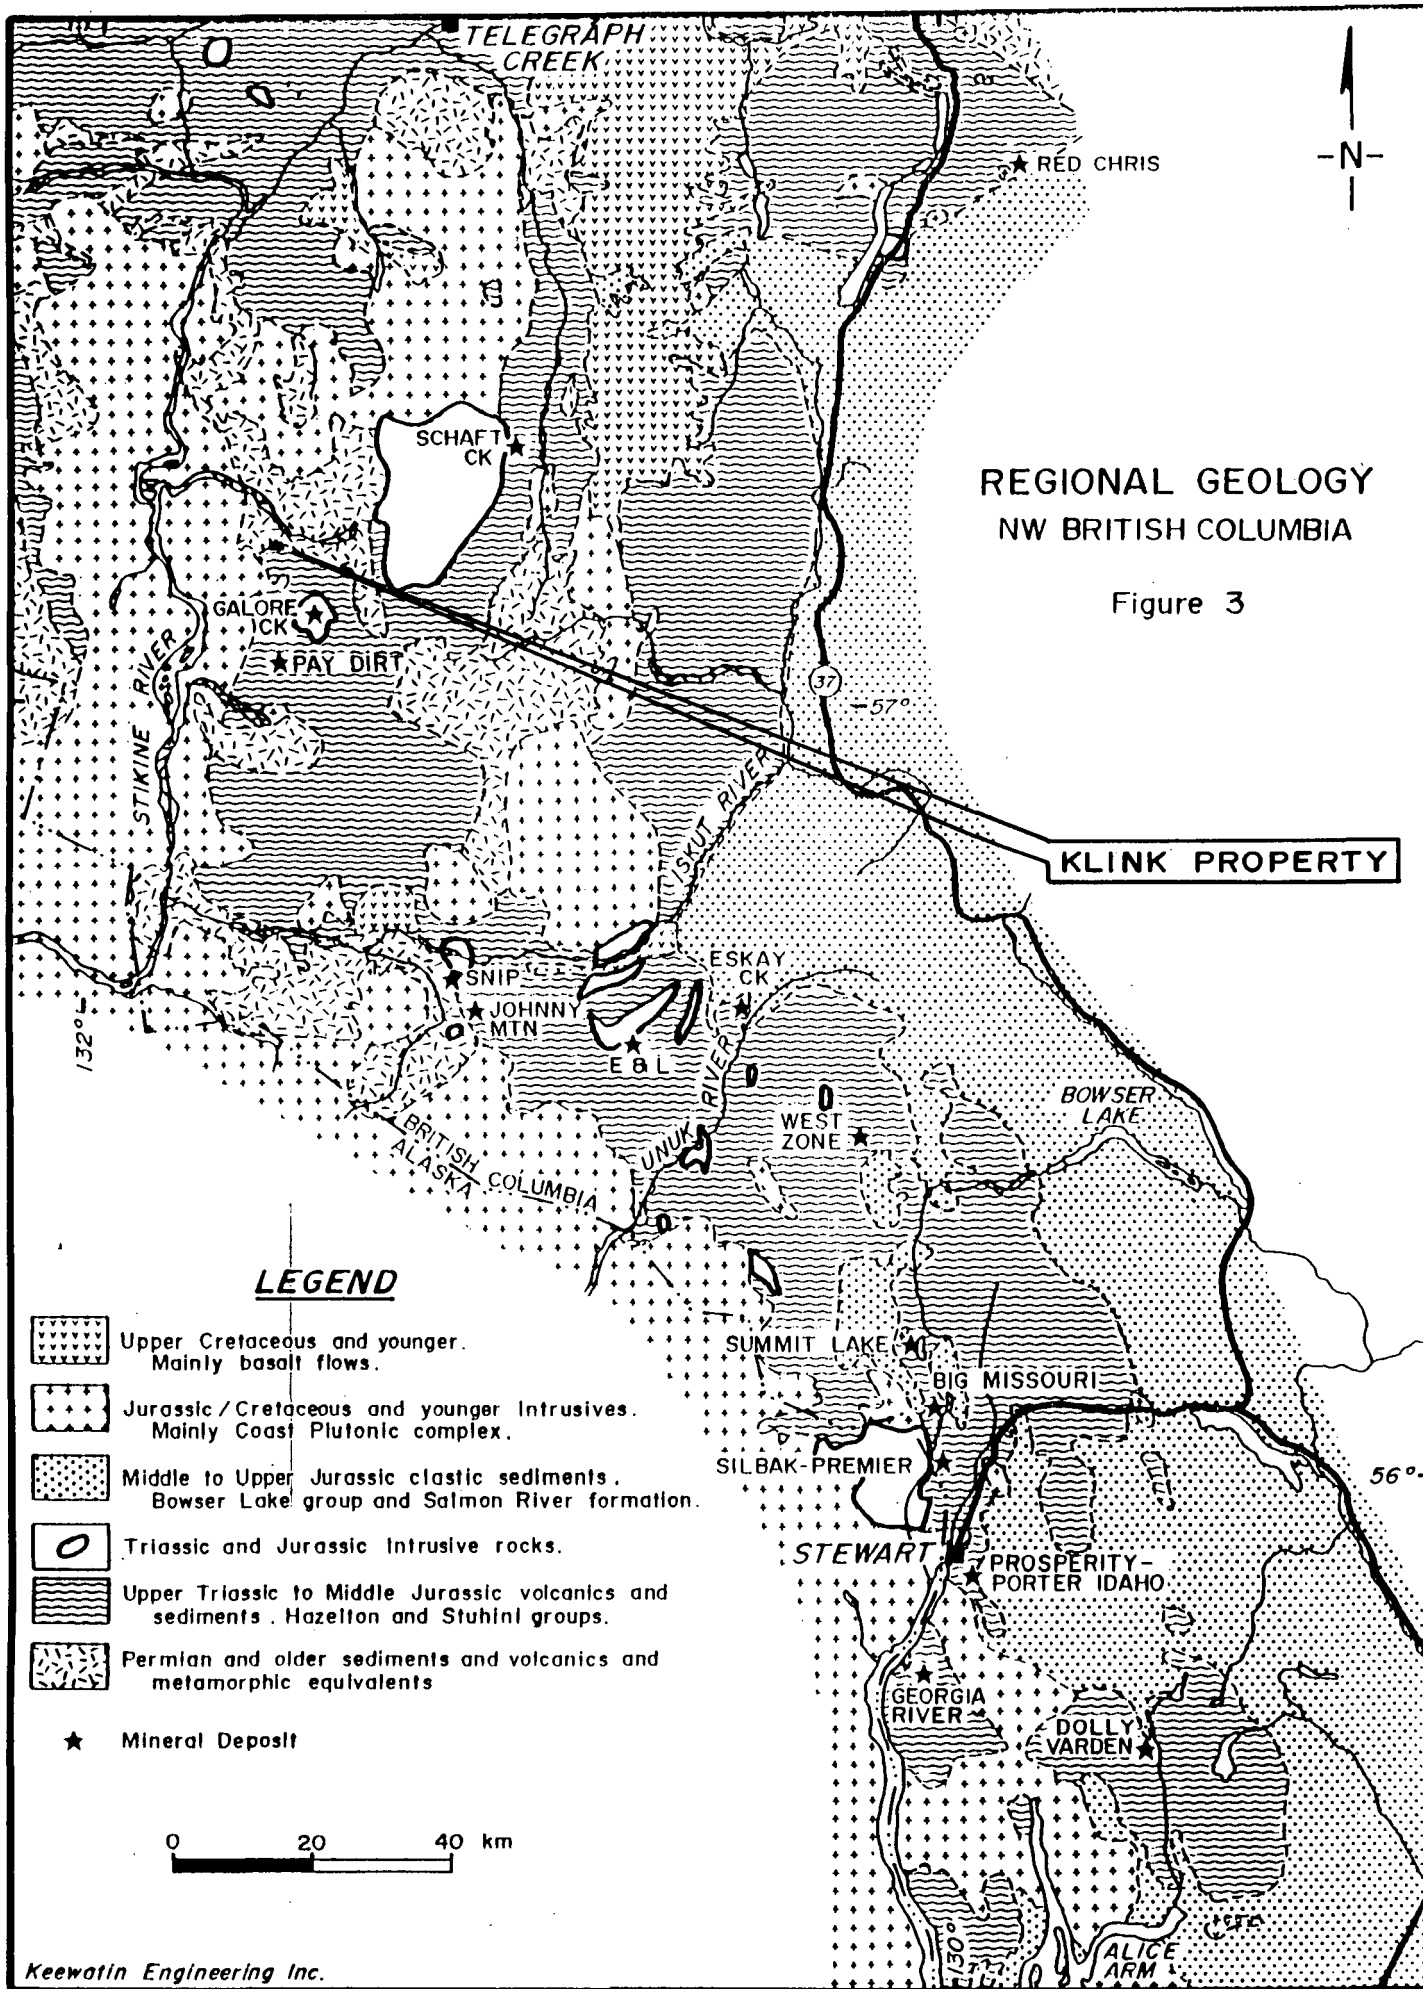 TELEGRAPH
CREEK
-N-
RED CHRIS
SCHAFT
CK
REGIONAL GEOLOGY
NW BRITISH COLUMBIA
Figure 3
GALORE
CK
PAY DIRT
STIKINE RIVER
37
57°
ISKUT RIVER
KLINK PROPERTY
SNIP
JOHNNY
MTN
ESKAY
CK
E & L
132°
UNUK RIVER
WEST
ZONE
BOWSER
LAKE
BRITISH COLUMBIA
ALASKA
LEGEND
Upper Cretaceous and younger.
Mainly basalt flows.
Jurassic/Cretaceous and younger Intrusives.
Mainly Coast Plutonic complex.
Middle to Upper Jurassic clastic sediments.
Bowser Lake group and Salmon River formation.
Triassic and Jurassic Intrusive rocks.
Upper Triassic to Middle Jurassic volcanics and
sediments. Hazelton and Stuhini groups.
Permian and older sediments and volcanics and
metamorphic equivalents
Mineral Deposit
SUMMIT LAKE
BIG MISSOURI
SILBAK-PREMIER
56°
STEWART
PROSPERITY-
PORTER IDAHO
GEORGIA
RIVER
DOLLY
VARDEN
0 20 40 km
130°
ALICE
ARM
Keewatin Engineering Inc.